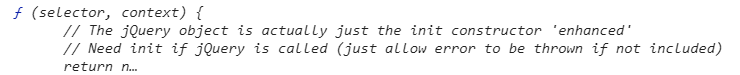 f (selector, context) {
// The jQuery object is actually just the init constructor 'enhanced'
// Need init if jQuery is called (just allow error to be thrown if not included)
return n…